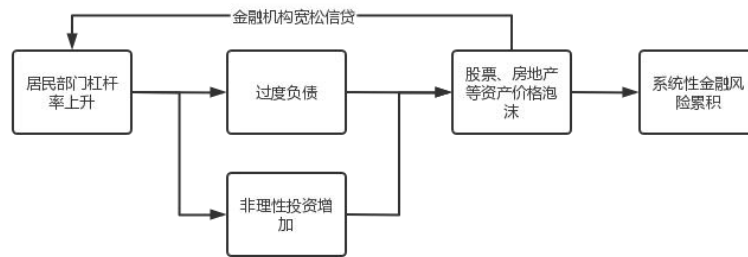 金融机构宽松信贷
居民部门杠杆
率上升
过度负债
股票、房地产
等资产价格泡
沫
系统性金融风
险累积
非理性投资增
加